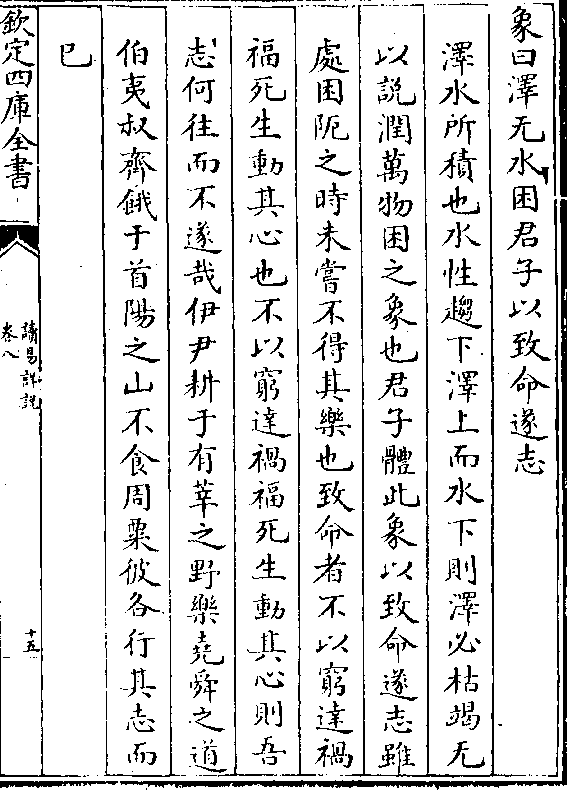 象曰澤无水困君子以致命遂志
澤水所積也水性趨下澤上而水下則澤必枯竭无
以説潤萬物困之象也君子體此象以致命遂志雖
處困阨之時未嘗不得其樂也致命者不以窮達禍
福死生動其心也不以窮達禍福死生動其心則吾
志何往而不遂哉伊尹耕于有莘之野樂堯舜之道
伯夷叔齊餓于首陽之山不食周粟彼各行其志而
已
欽定四庫全書
讀易詳説
卷八
十五